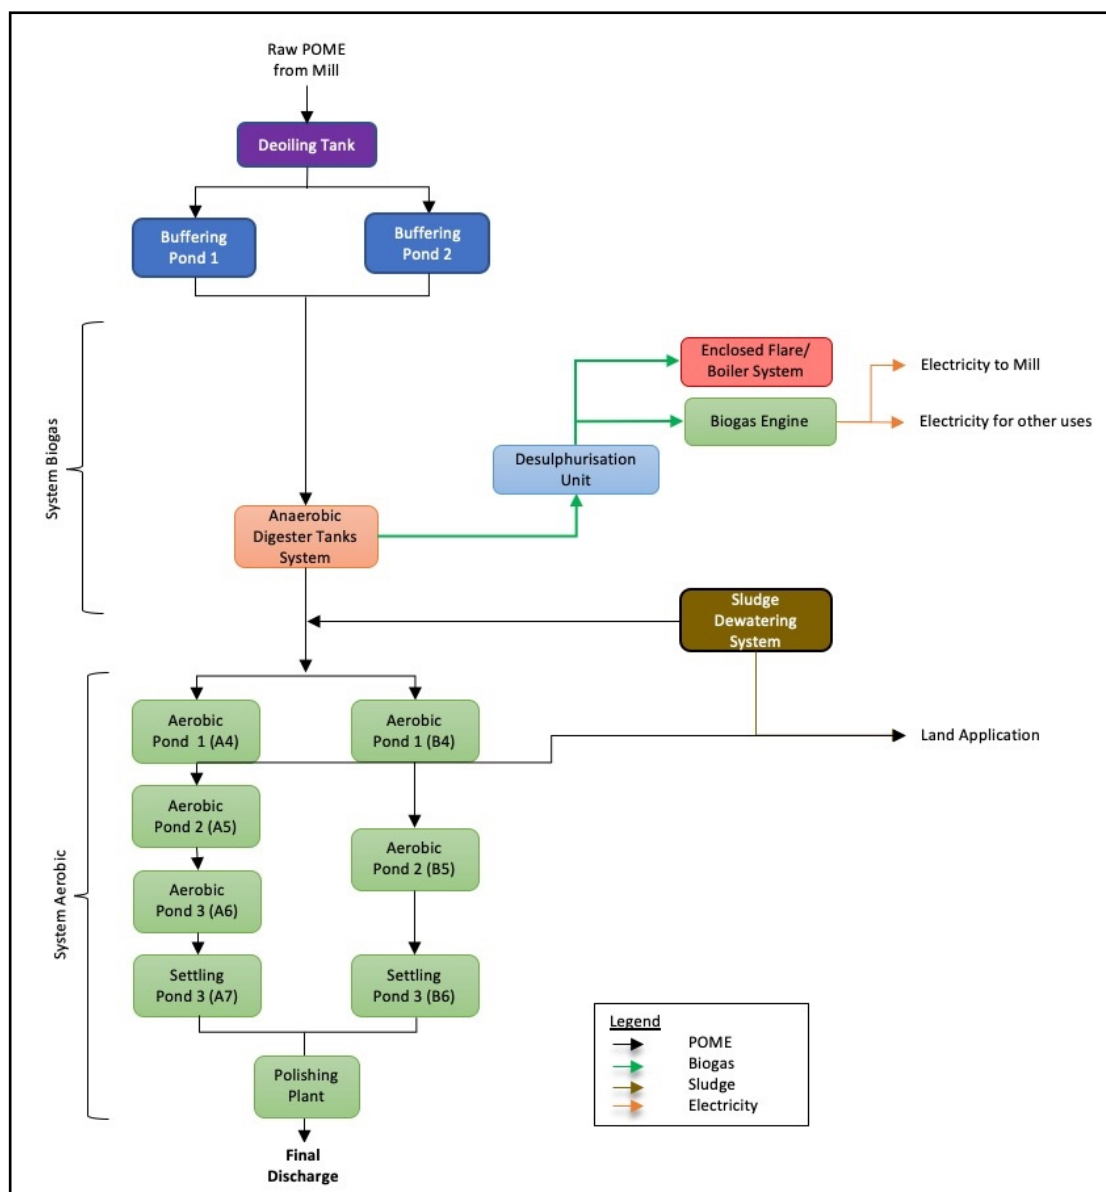 Raw POME
from Mill
Deoiling Tank
Buffering
Pond 1
Buffering
Pond 2
System Biogas
Enclosed Flare/
Boiler System
Electricity to Mill
Biogas Engine
Electricity for other uses
Desulphurisation
Unit
Anaerobic
Digester Tanks
System
Sludge
Dewatering
System
System Aerobic
Aerobic
Pond 1 (A4)
Aerobic
Pond 1 (B4)
Land Application
Aerobic
Pond 2 (A5)
Aerobic
Pond 2 (B5)
Aerobic
Pond 3 (A6)
Settling
Pond 3 (A7)
Settling
Pond 3 (B6)
Polishing
Plant
Final
Discharge
Legend
POME
Biogas
Sludge
Electricity